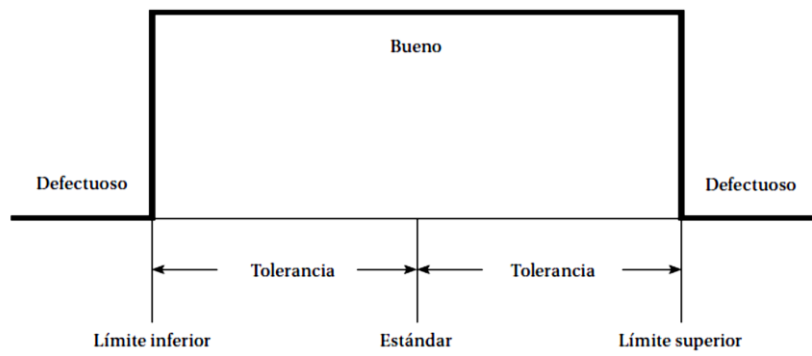 Bueno
Defectuoso
Defectuoso
Tolerancia
Tolerancia
Límite inferior
Estándar
Límite superior